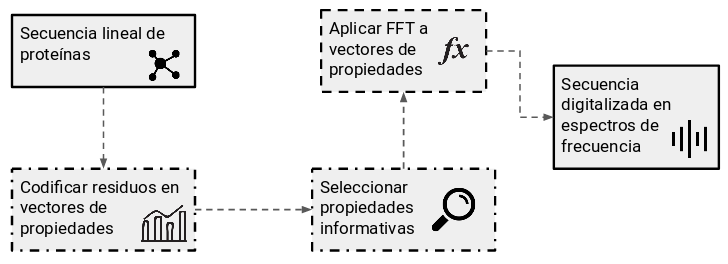 Secuencia lineal de
proteínas
Codificar residuos en
vectores de
propiedades
Seleccionar
propiedades
informativas
Aplicar FFT a
vectores de
propiedades
fx
Secuencia
digitalizada en
espectros de
frecuencia